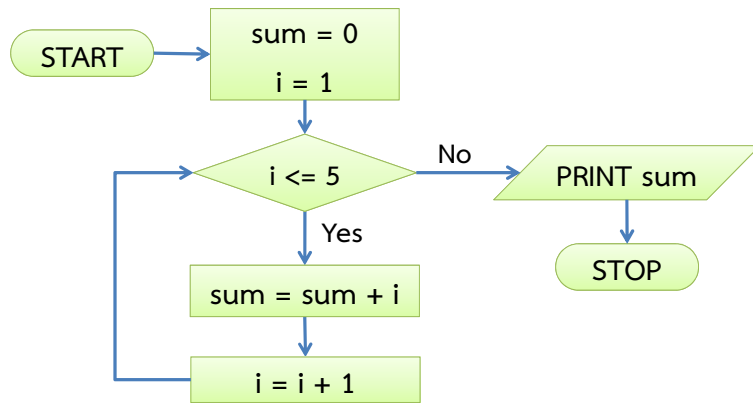 START
sum = 0
i = 1
i <= 5
No
PRINT sum
Yes
STOP
sum = sum + i
i = i + 1